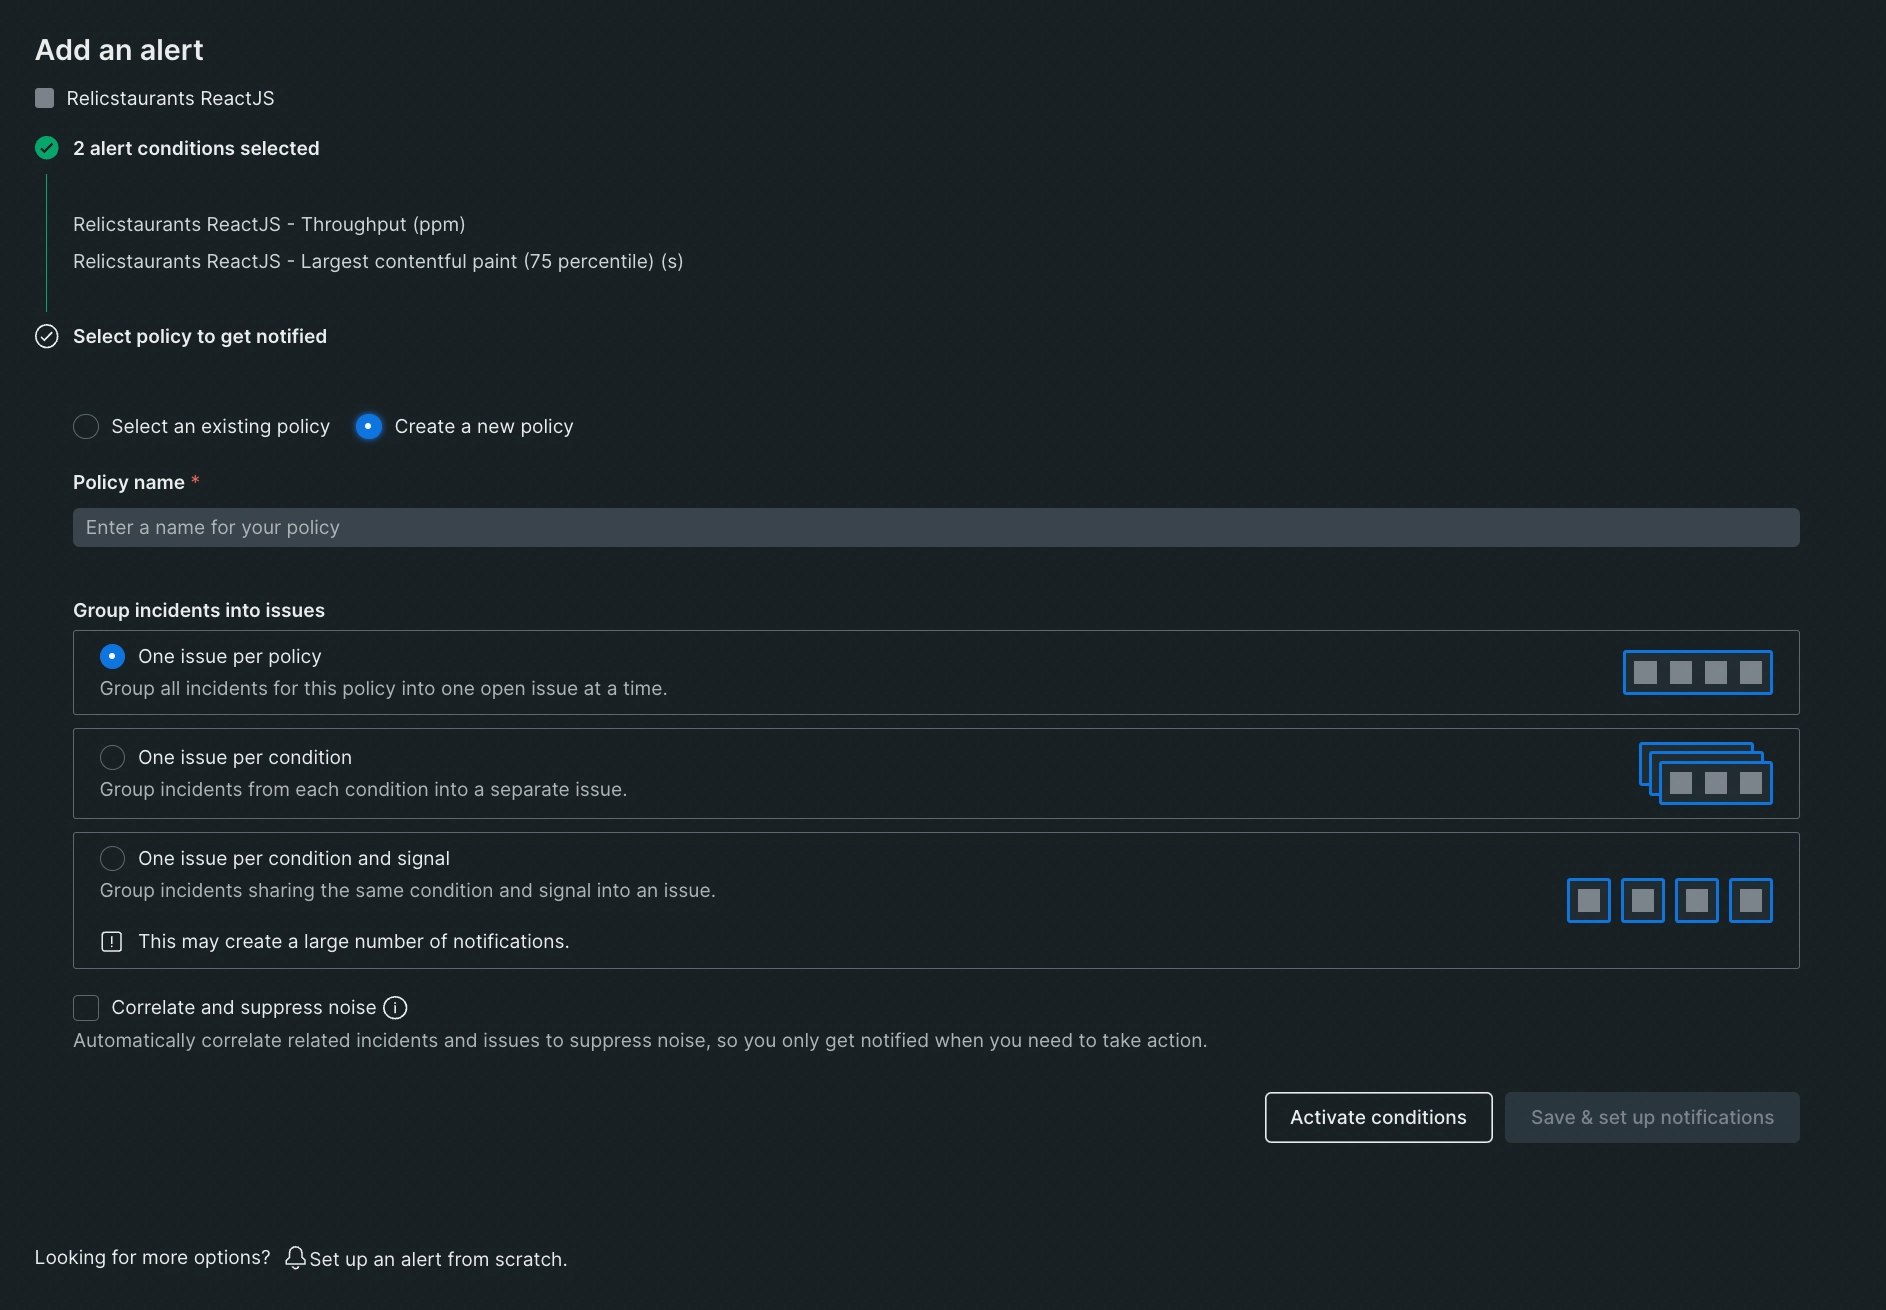 Add an alert
Relicstaurants ReactJS
2 alert conditions selected
Relicstaurants ReactJS - Throughput (ppm)
Relicstaurants ReactJS - Largest contentful paint (75 percentile) (s)
Select policy to get notified
Select an existing policy Create a new policy
Policy name *
Enter a name for your policy
Group incidents into issues
One issue per policy
Group all incidents for this policy into one open issue at a time.
One issue per condition
Group incidents from each condition into a separate issue.
One issue per condition and signal
Group incidents sharing the same condition and signal into an issue.
This may create a large number of notifications.
Correlate and suppress noise
Automatically correlate related incidents and issues to suppress noise, so you only get notified when you need to take action.
Activate conditions Save & set up notifications
Looking for more options? Set up an alert from scratch.